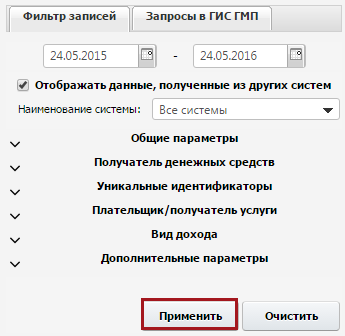 Фильтр записей Запросы в ГИС ГМП
24.05.2015 - 24.05.2016
Отображать данные, полученные из других систем
Наименование системы: Все системы
Общие параметры
Получатель денежных средств
Уникальные идентификаторы
Плательщик/получатель услуги
Вид дохода
Дополнительные параметры
Применить Очистить